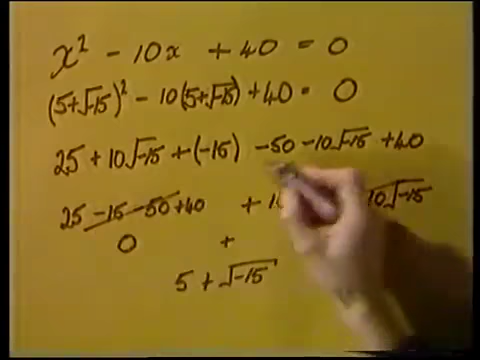 x² - 10x + 40 = 0
(5+√-15)² - 10(5+√-15) + 40 = 0
25 + 10√-15 + (-15) - 50 - 10√-15 + 40
25 - 15 - 50 + 40 + 10√-15
0 +
5 + √-15